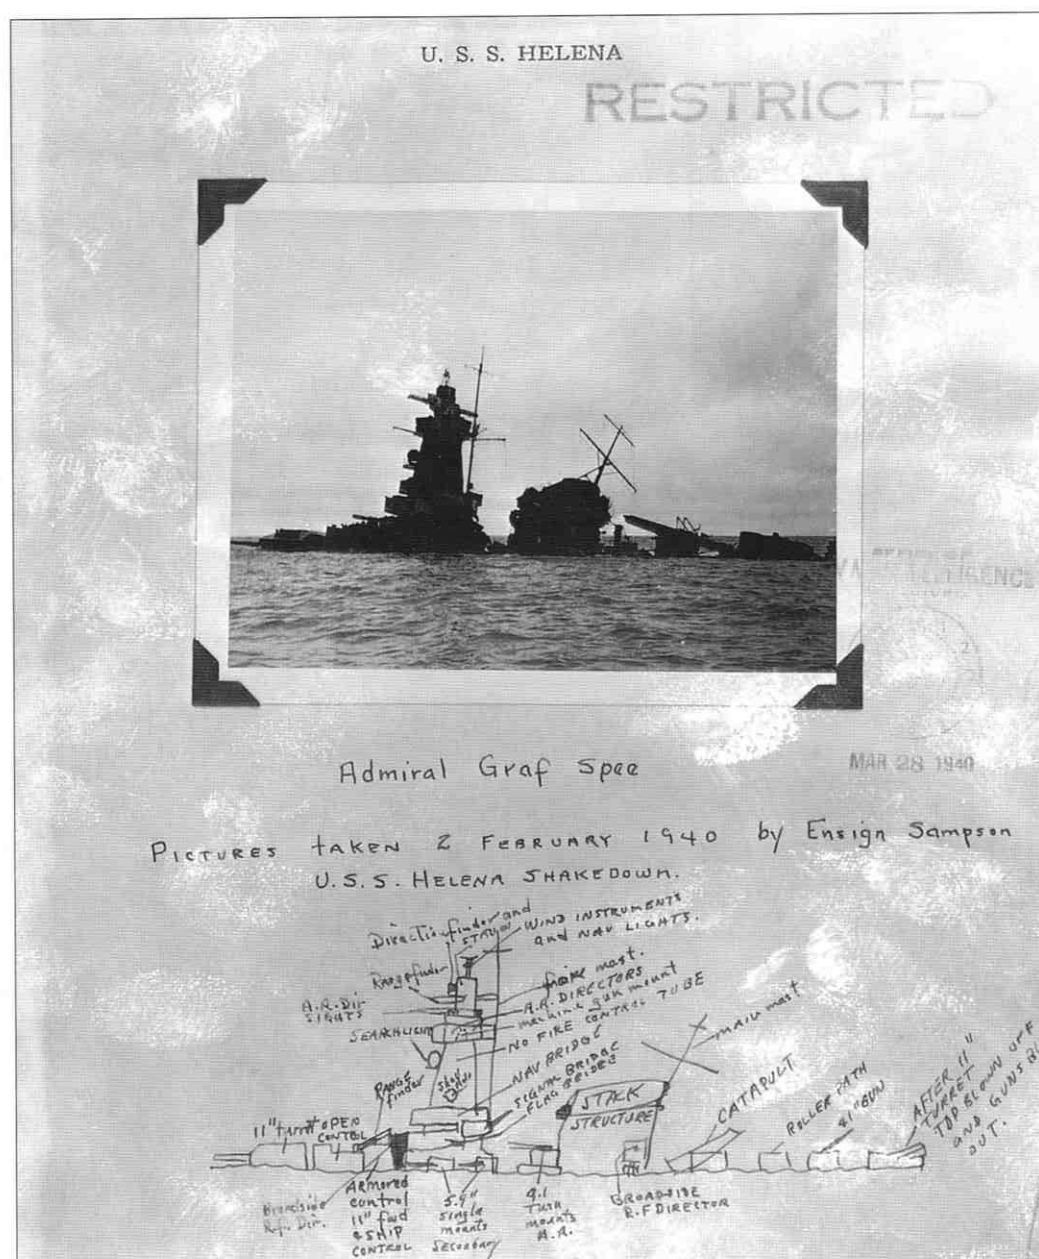 U. S. S. HELENA
RESTRICTED
INTELLIGENCE
MAR 28 1940
Admiral Graf Spee
PICTURES TAKEN 2 FEBRUARY 1940 by Ensign Sampson
U.S.S. HELENA SHAKEDOWN.
Direction finder and
STATION
WIND INSTRUMENTS
and NAV LIGHTS.
Rangefinder
A.A. Dir
SIGHTS
SEARCHLIGHT
RANGE
finder
fore mast.
A.A. DIRECTORS
machine gun mount
NO FIRE CONTROL TUBE
NAV BRIDGE
SIGNAL BRIDGE
FLAG BRIDGE
main mast
STACK
STRUCTURE
CATAPULT
ROLLER PATH
4.1" GUN
AFTER 11"
TURRET
TOP BLOWN OFF
AND GUNS
OUT.
11" turret
OPEN
CONTROL
Broadside
R.f. Dir.
ARMORED
control
11" fwd
& SHIP
CONTROL
5.9"
single
mounts
Secondary
4.1
Twin
mounts
A.A.
BROADSIDE
R.F DIRECTOR